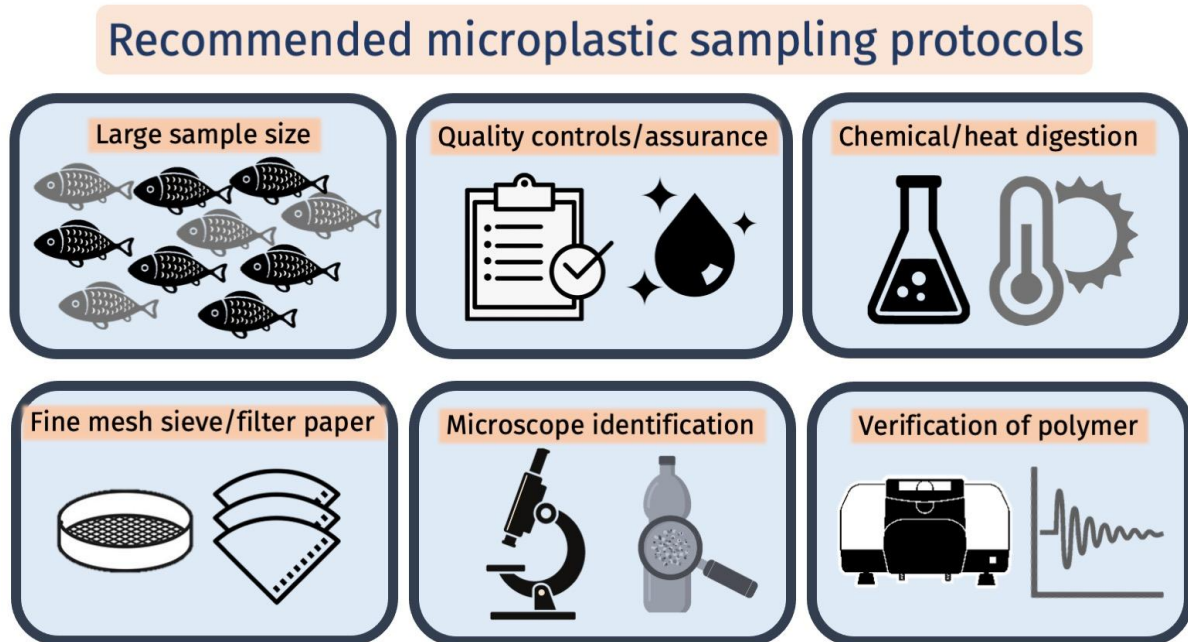 Recommended microplastic sampling protocols
Large sample size
Quality controls/assurance
Chemical/heat digestion
Fine mesh sieve/filter paper
Microscope identification
Verification of polymer